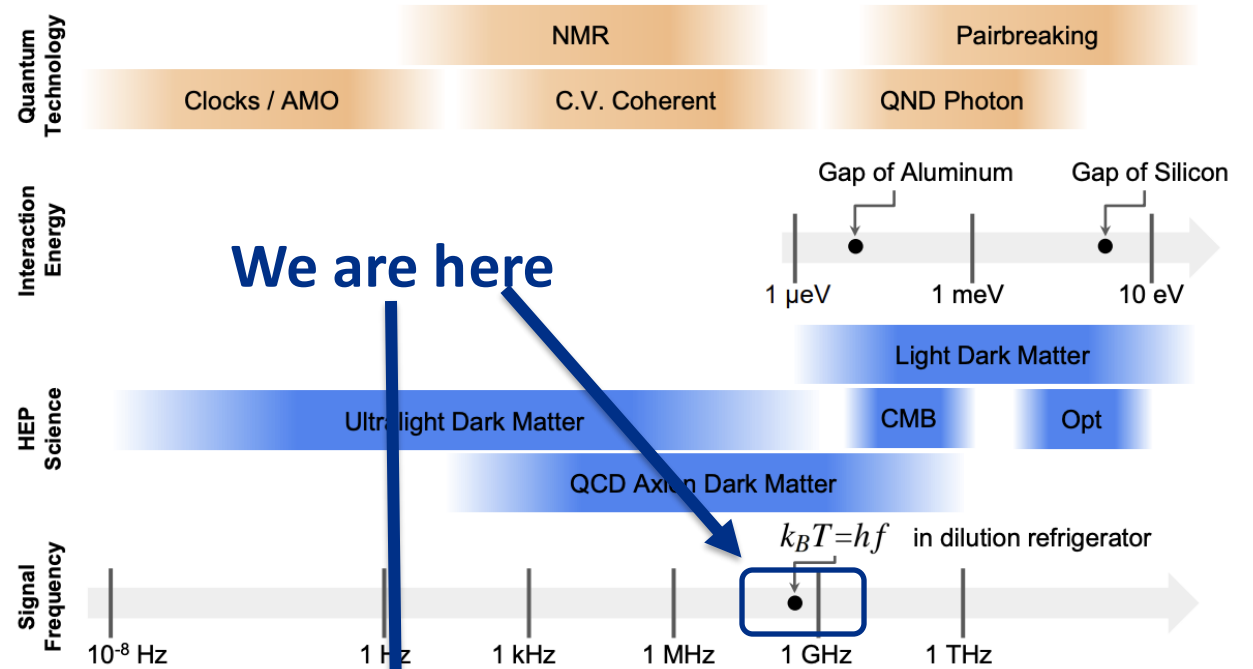 Quantum
Technology
NMR
Pairbreaking
Clocks / AMO
C.V. Coherent
QND Photon
Interaction
Energy
Gap of Aluminum
Gap of Silicon
1 μeV
1 meV
10 eV
We are here
HEP
Science
Light Dark Matter
Ultralight Dark Matter
CMB
Opt
QCD Axion Dark Matter
Signal
Frequency
k_BT=hf in dilution refrigerator
10⁻⁸ Hz
1 Hz
1 kHz
1 MHz
1 GHz
1 THz